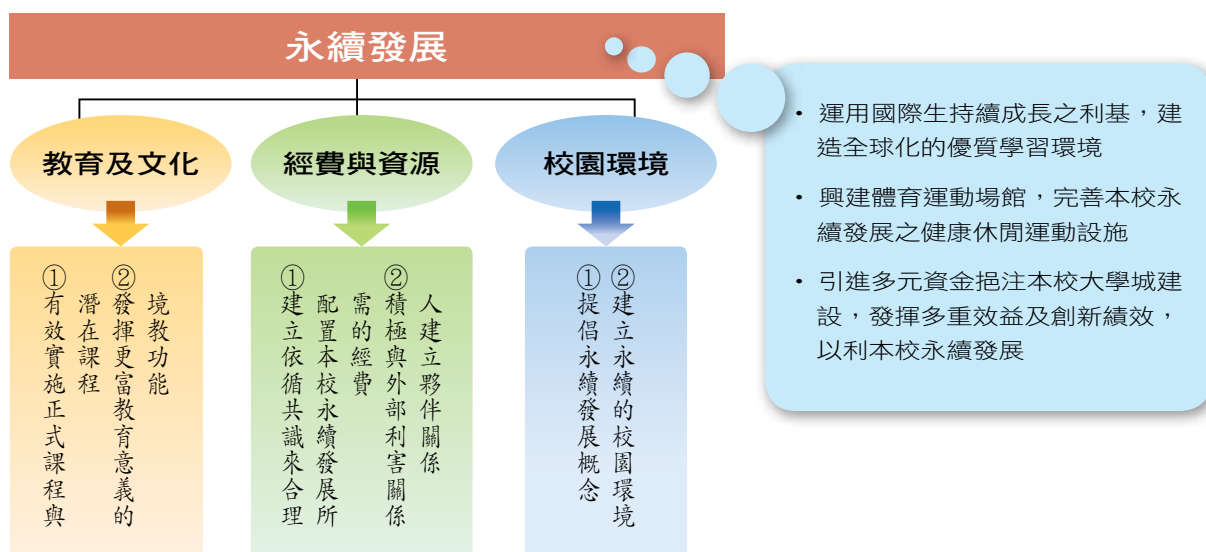 永續發展
教育及文化
①有效實施正式課程與
潛在課程
②發揮更富教育意義的
境教功能
經費與資源
①建立依循共識來合理
配置本校永續發展所
需的經費
②積極與外部利害關係
人建立夥伴關係
校園環境
①提倡永續發展概念
②建立永續的校園環境
• 運用國際生持續成長之利基，建
造全球化的優質學習環境
• 興建體育運動場館，完善本校永
續發展之健康休閒運動設施
• 引進多元資金挹注本校大學城建
設，發揮多重效益及創新績效，
以利本校永續發展